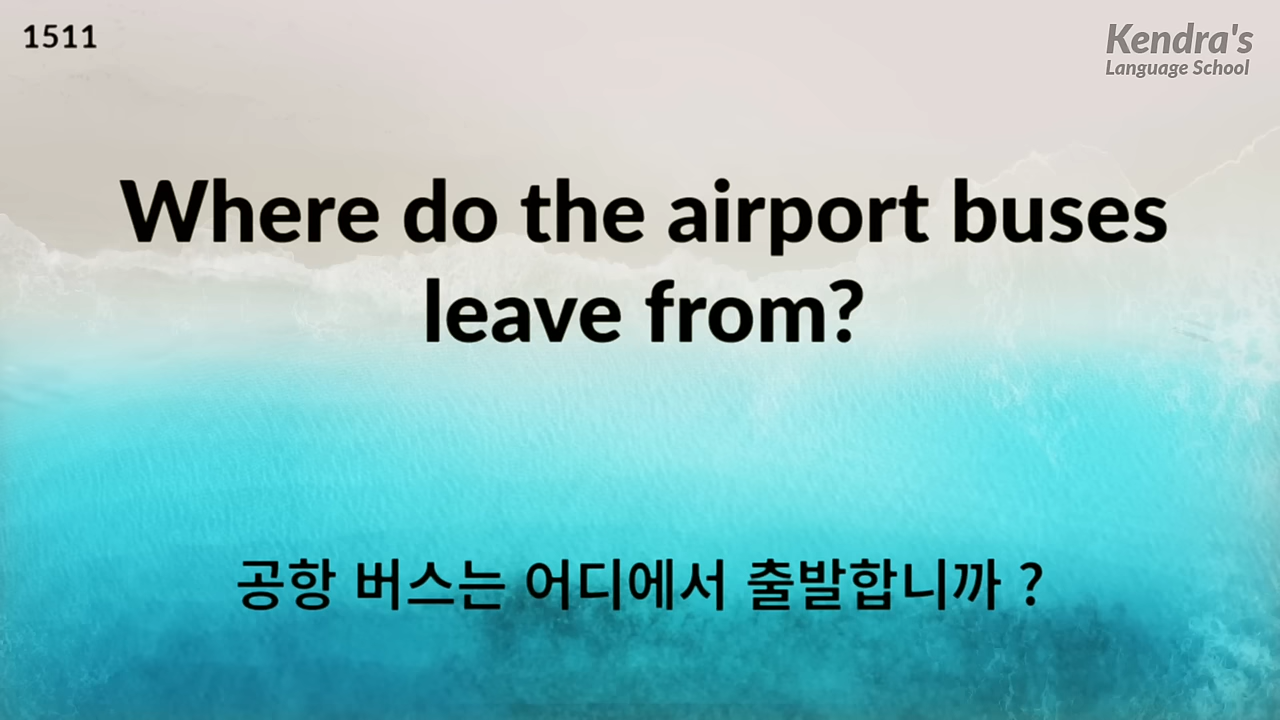 1511
Kendra's
Language School
Where do the airport buses
leave from?
공항 버스는 어디에서 출발합니까 ?